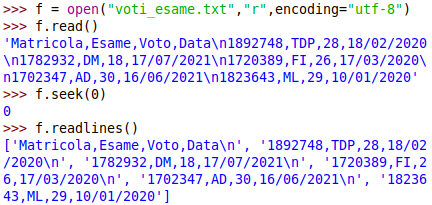 >>> f = open("voti_esame.txt","r",encoding="utf-8")
>>> f.read()
'Matricola,Esame,Voto,Data\n1892748,TDP,28,18/02/2020
\n1782932,DM,18,17/07/2021\n1720389,FI,26,17/03/2020\
n1702347,AD,30,16/06/2021\n1823643,ML,29,10/01/2020'
>>> f.seek(0)
0
>>> f.readlines()
['Matricola,Esame,Voto,Data\n', '1892748,TDP,28,18/02
/2020\n', '1782932,DM,18,17/07/2021\n', '1720389,FI,2
6,17/03/2020\n', '1702347,AD,30,16/06/2021\n', '18236
43,ML,29,10/01/2020']